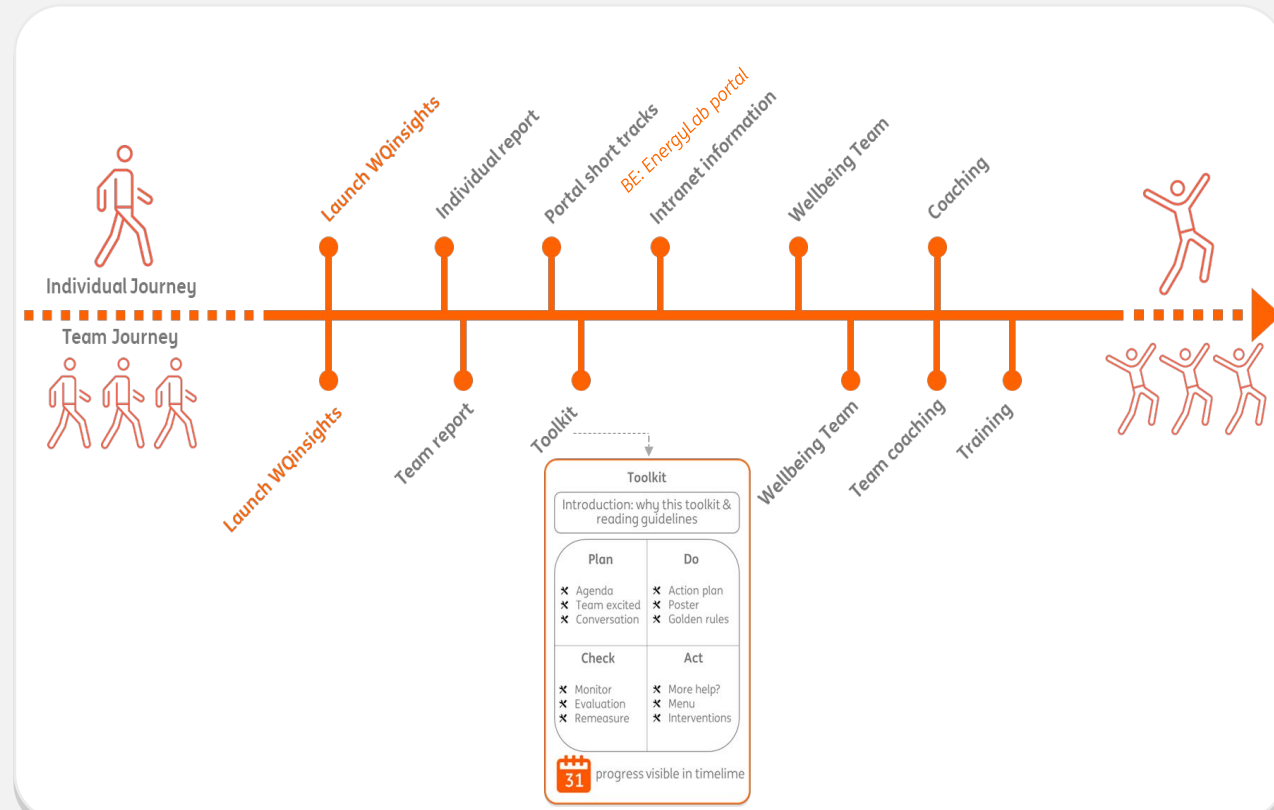 Launch WQinsights
Individual report
Portal short tracks
BE: EnergyLab portal
Intranet information
Wellbeing Team
Coaching
Individual Journey
Team Journey
Launch WQinsights
Team report
Toolkit
Wellbeing Team
Team coaching
Training
Toolkit
Introduction: why this toolkit &
reading guidelines
Plan
Agenda
Team excited
Conversation
Do
Action plan
Poster
Golden rules
Check
Monitor
Evaluation
Remeasure
Act
More help?
Menu
Interventions
31
progress visible in timelime